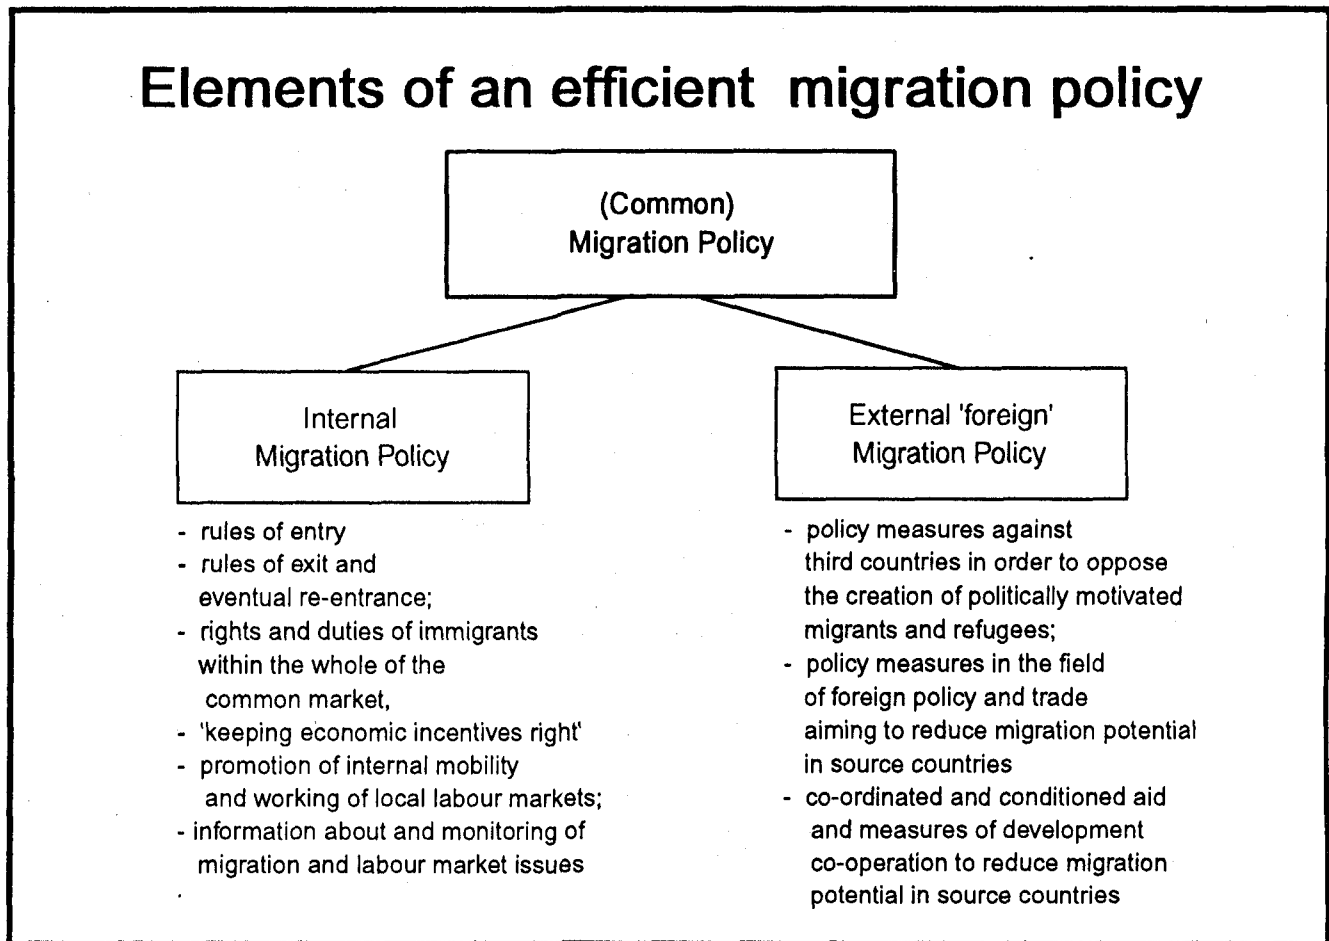 Elements of an efficient migration policy
(Common)
Migration Policy
Internal
Migration Policy
- rules of entry
- rules of exit and
eventual re-entrance;
- rights and duties of immigrants
within the whole of the
common market,
- 'keeping economic incentives right'
- promotion of internal mobility
and working of local labour markets;
- information about and monitoring of
migration and labour market issues
External 'foreign'
Migration Policy
- policy measures against
third countries in order to oppose
the creation of politically motivated
migrants and refugees;
- policy measures in the field
of foreign policy and trade
aiming to reduce migration potential
in source countries
- co-ordinated and conditioned aid
and measures of development
co-operation to reduce migration
potential in source countries